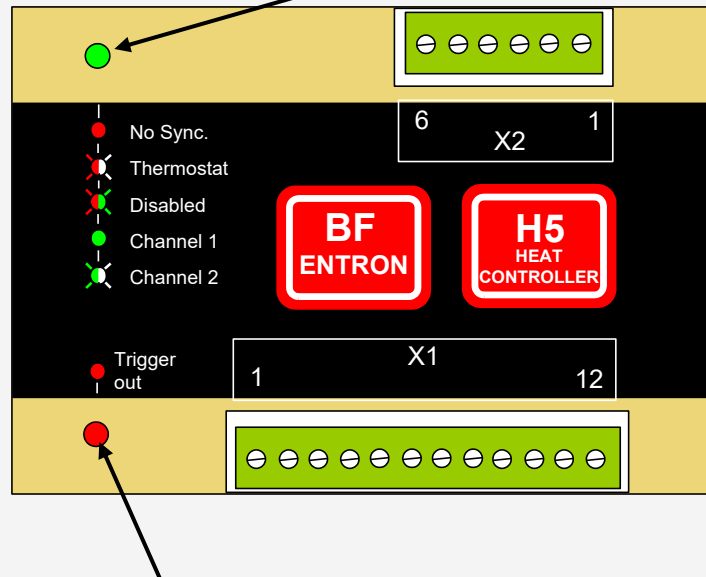 6 1
X2
No Sync.
Thermostat
Disabled
Channel 1
Channel 2
BF
ENTRON
H5
HEAT
CONTROLLER
Trigger
out
X1
1 12